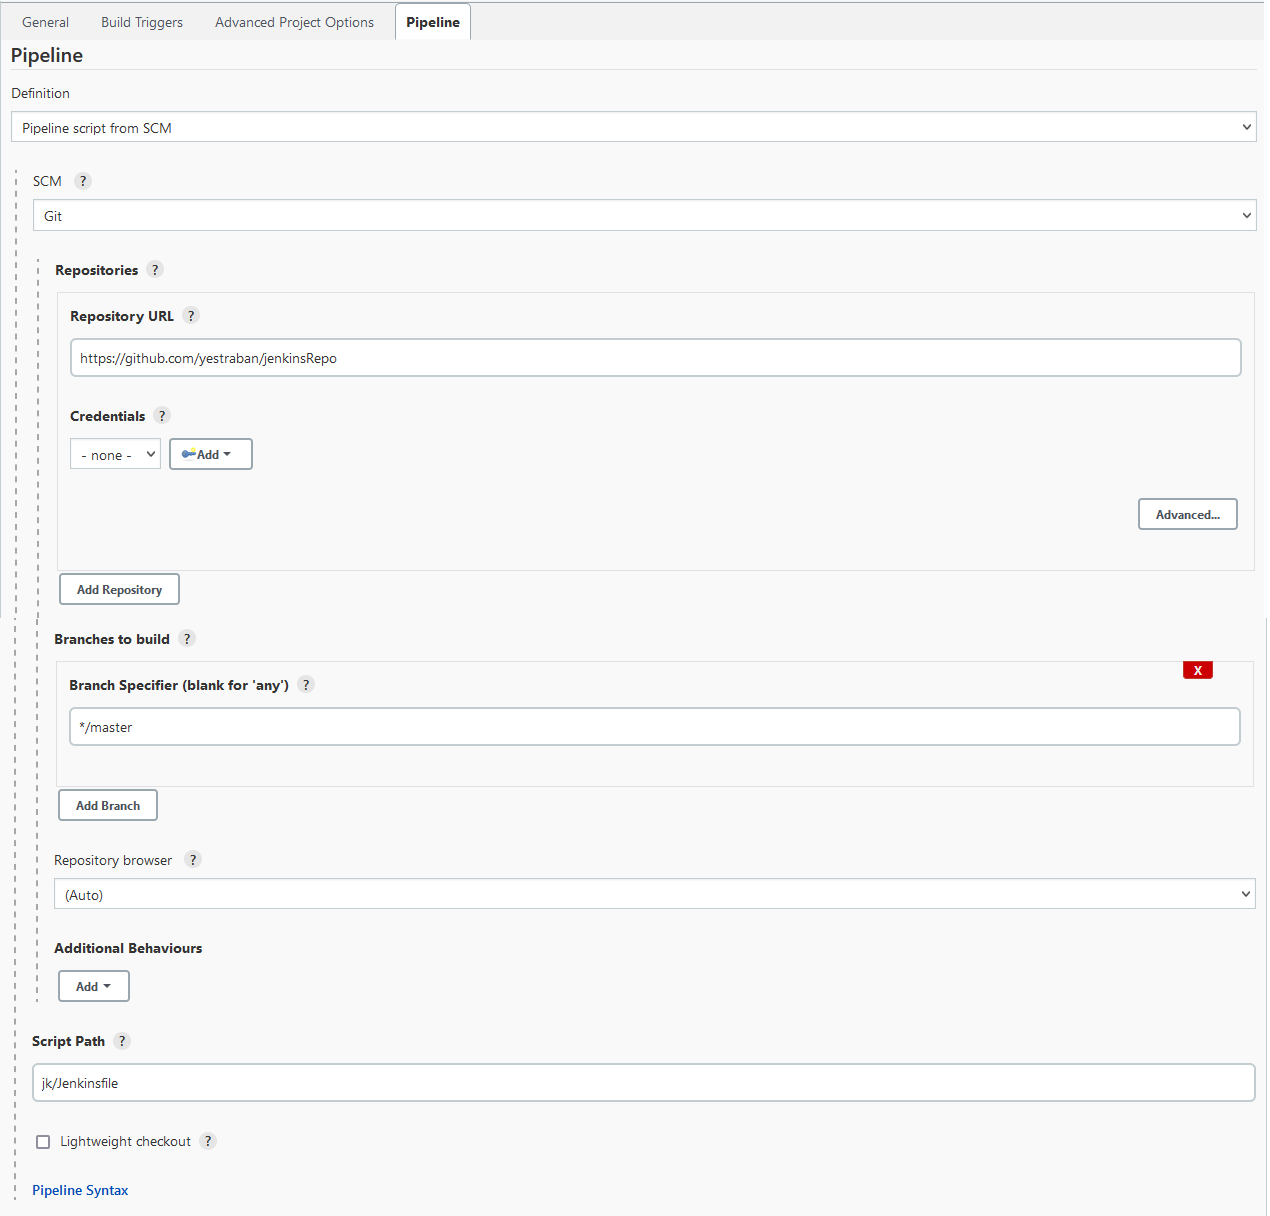 General Build Triggers Advanced Project Options Pipeline
Pipeline
Definition
Pipeline script from SCM
SCM ?
Git
Repositories ?
Repository URL ?
https://github.com/yestraban/jenkinsRepo
Credentials ?
- none - Add
Advanced...
Add Repository
Branches to build ?
X
Branch Specifier (blank for 'any') ?
*/master
Add Branch
Repository browser ?
(Auto)
Additional Behaviours
Add
Script Path ?
jk/Jenkinsfile
Lightweight checkout ?
Pipeline Syntax